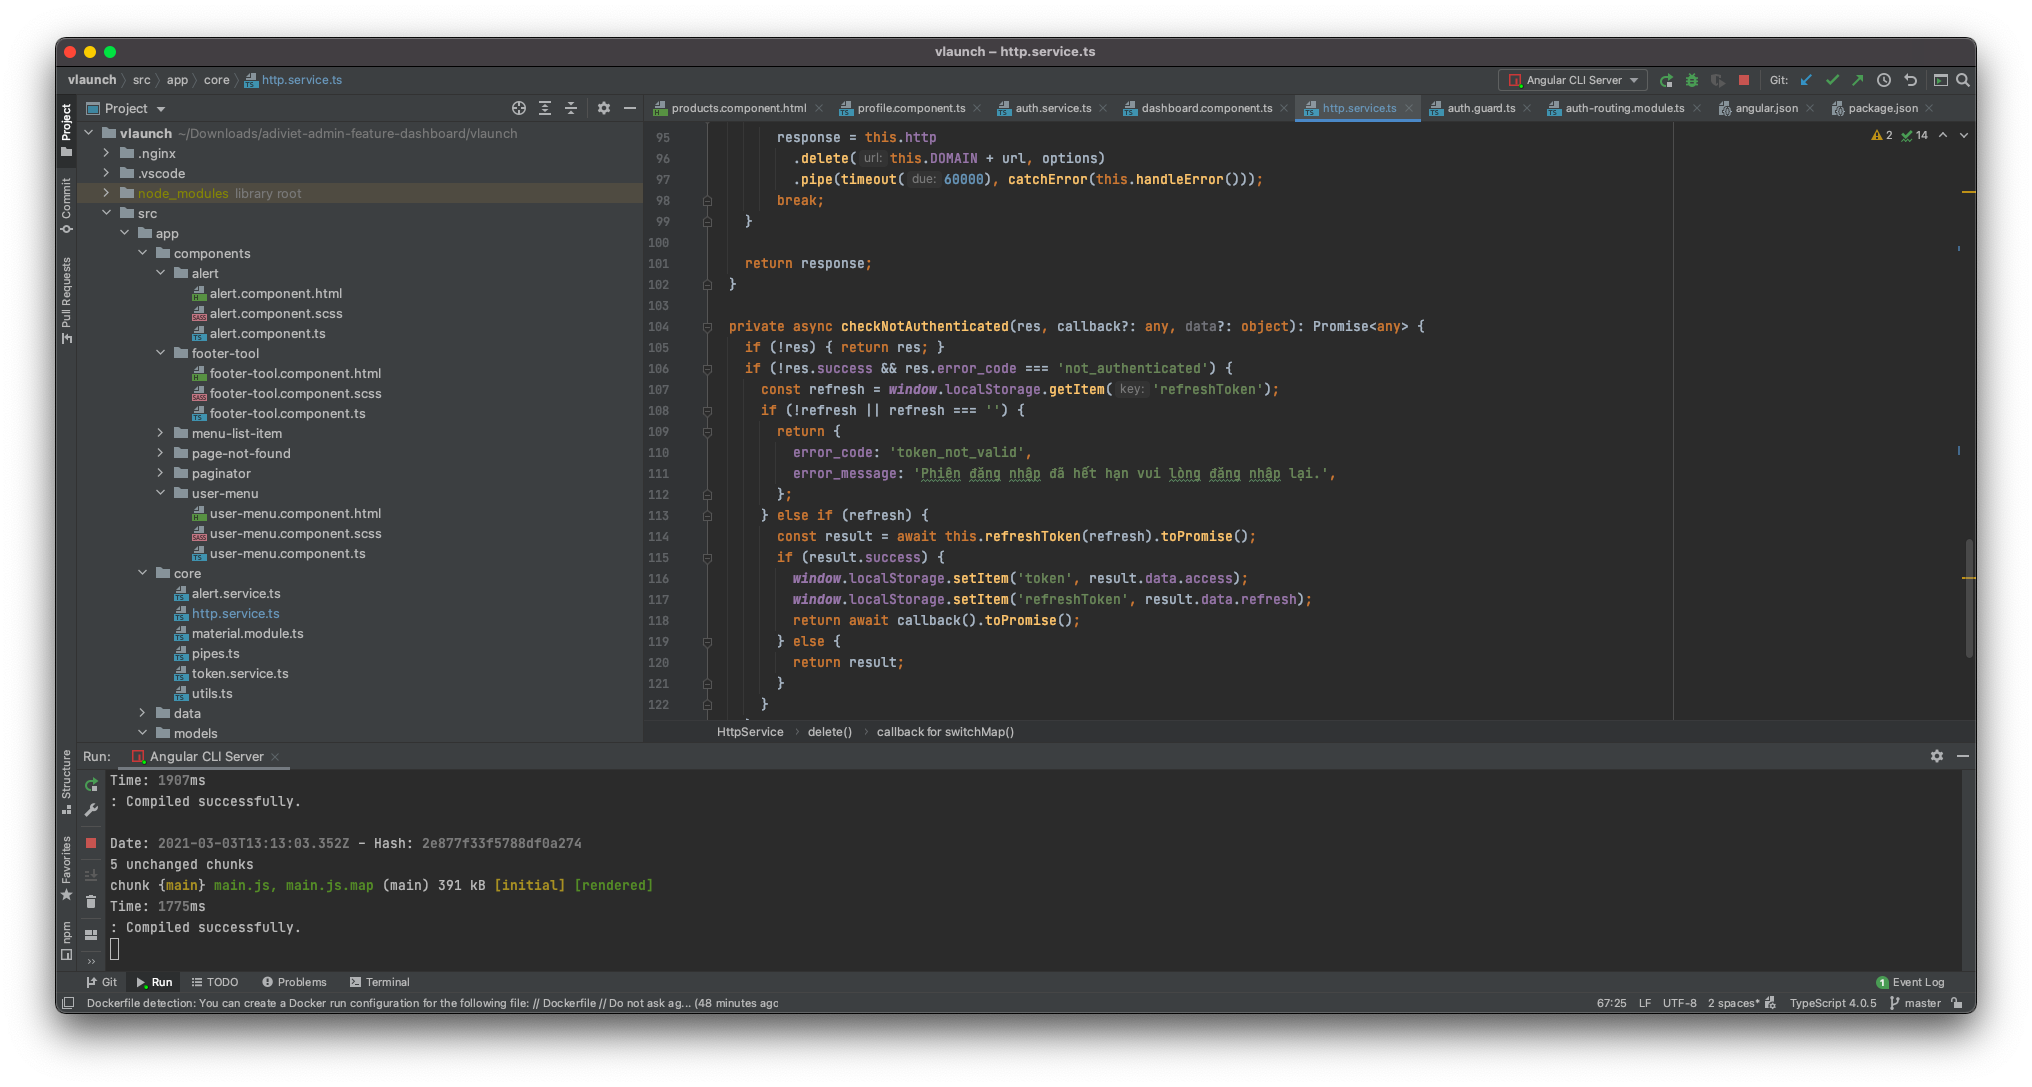 vlaunch – http.service.ts
vlaunch src app core http.service.ts
Angular CLI Server Git:
Project
products.component.html profile.component.ts auth.service.ts dashboard.component.ts http.service.ts auth.guard.ts auth-routing.module.ts angular.json package.json
Project
Commit
Pull Requests
Structure
Favorites
npm
vlaunch ~/Downloads/adiviet-admin-feature-dashboard/vlaunch
.nginx
.vscode
node_modules library root
src
app
components
alert
alert.component.html
alert.component.scss
alert.component.ts
footer-tool
footer-tool.component.html
footer-tool.component.scss
footer-tool.component.ts
menu-list-item
page-not-found
paginator
user-menu
user-menu.component.html
user-menu.component.scss
user-menu.component.ts
core
alert.service.ts
http.service.ts
material.module.ts
pipes.ts
token.service.ts
utils.ts
data
models
2 14
95 response = this.http
96 .delete( url: this.DOMAIN + url, options)
97 .pipe(timeout( due: 60000), catchError(this.handleError()));
98 break;
99 }
100
101 return response;
102 }
103
104 private async checkNotAuthenticated(res, callback?: any, data?: object): Promise<any> {
105 if (!res) { return res; }
106 if (!res.success && res.error_code === 'not_authenticated') {
107 const refresh = window.localStorage.getItem( key: 'refreshToken');
108 if (!refresh || refresh === '') {
109 return {
110 error_code: 'token_not_valid',
111 error_message: 'Phiên đăng nhập đã hết hạn vui lòng đăng nhập lại.',
112 };
113 } else if (refresh) {
114 const result = await this.refreshToken(refresh).toPromise();
115 if (result.success) {
116 window.localStorage.setItem('token', result.data.access);
117 window.localStorage.setItem('refreshToken', result.data.refresh);
118 return await callback().toPromise();
119 } else {
120 return result;
121 }
122 }
HttpService delete() callback for switchMap()
Run: Angular CLI Server
Time: 1907ms
: Compiled successfully.
Date: 2021-03-03T13:13:03.352Z - Hash: 2e877f33f5788df0a274
5 unchanged chunks
chunk {main} main.js, main.js.map (main) 391 kB [initial] [rendered]
Time: 1775ms
: Compiled successfully.
Git Run TODO Problems Terminal 1 Event Log
Dockerfile detection: You can create a Docker run configuration for the following file: // Dockerfile // Do not ask ag... (48 minutes ago 67:25 LF UTF-8 2 spaces* TypeScript 4.0.5 master